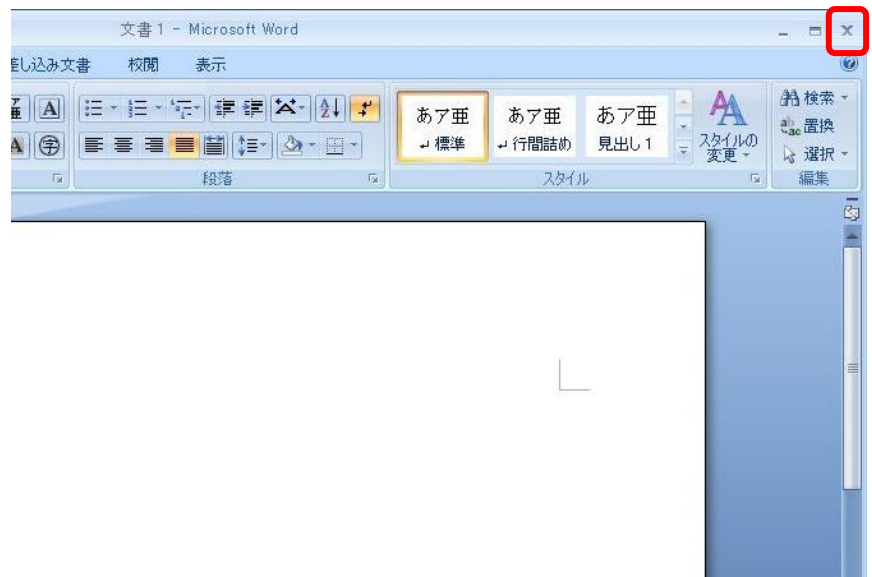 文書1 - Microsoft Word
差し込み文書 校閲 表示
A
あア亜 あア亜 あア亜
標準 行間詰め 見出し1
A 字
スタイルの
変更
検索
置換
選択
段落 スタイル 編集